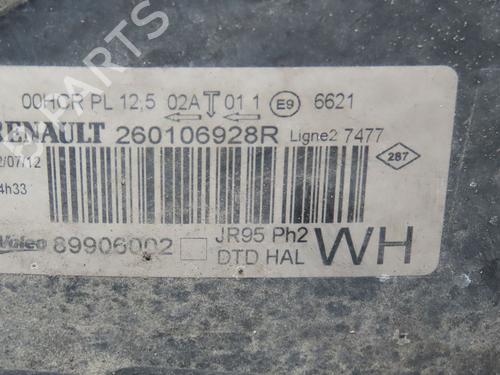 00HCR PL 12,5 02A T 01 1 E9 6621
RENAULT 260106928R Ligne2 7477
2/07/12
287
4h33
Valeo 89906002 JR95 Ph2 WH
DTD HAL
B PARTS